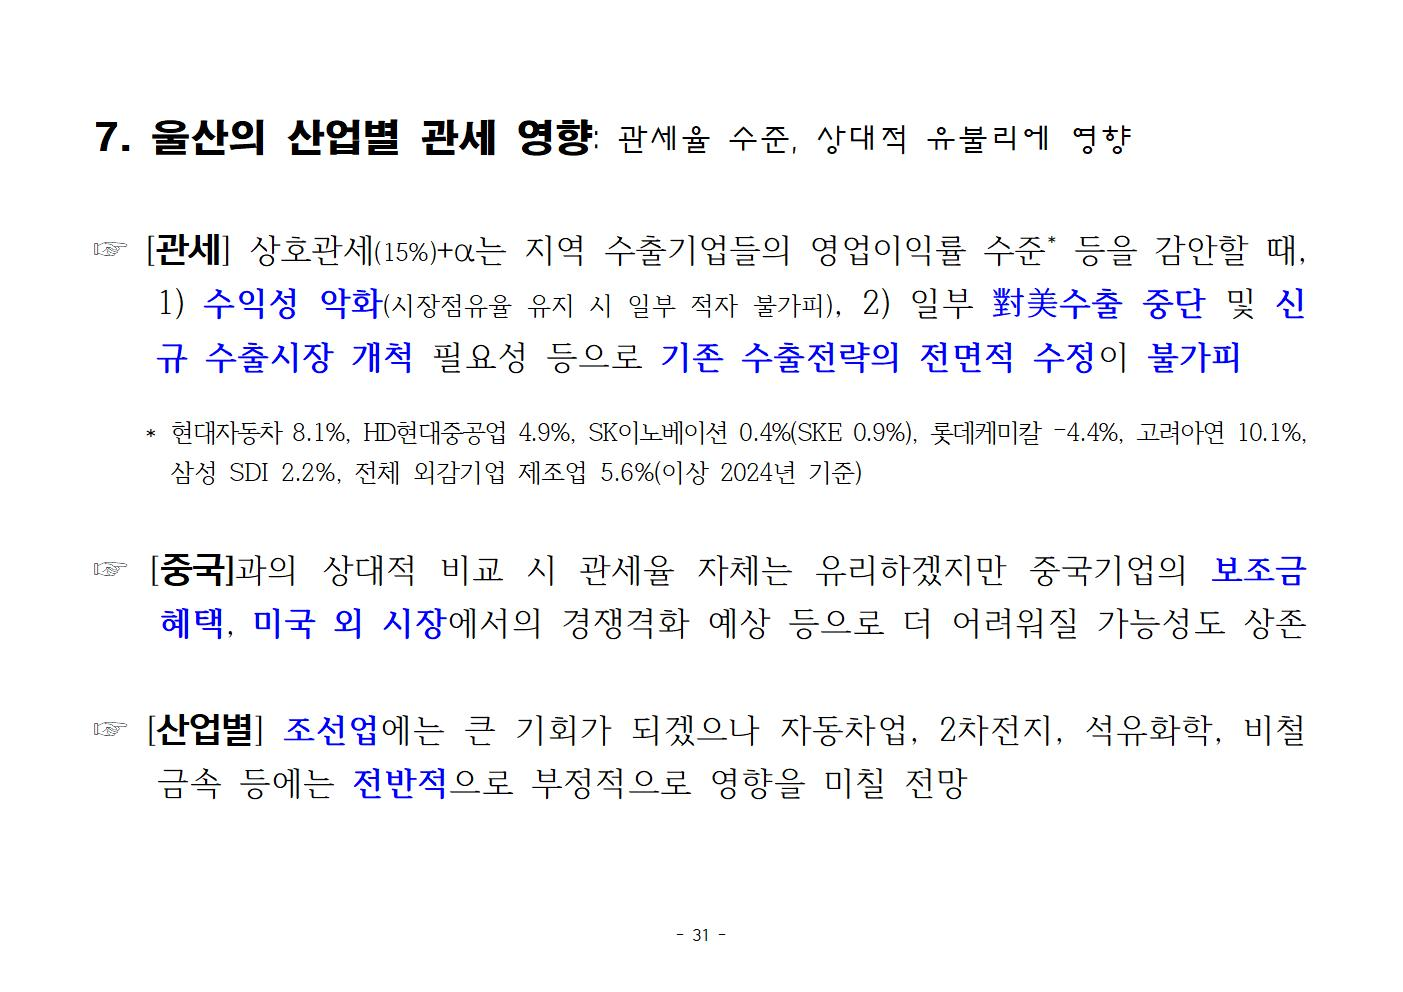 7. 울산의 산업별 관세 영향: 관세율 수준, 상대적 유불리에 영향
☞ [관세] 상호관세(15%)+α는 지역 수출기업들의 영업이익률 수준* 등을 감안할 때,
1) 수익성 악화(시장점유율 유지 시 일부 적자 불가피), 2) 일부 對美수출 중단 및 신
규 수출시장 개척 필요성 등으로 기존 수출전략의 전면적 수정이 불가피
* 현대자동차 8.1%, HD현대중공업 4.9%, SK이노베이션 0.4%(SKE 0.9%), 롯데케미칼 -4.4%, 고려아연 10.1%,
삼성 SDI 2.2%, 전체 외감기업 제조업 5.6%(이상 2024년 기준)
☞ [중국]과의 상대적 비교 시 관세율 자체는 유리하겠지만 중국기업의 보조금
혜택, 미국 외 시장에서의 경쟁격화 예상 등으로 더 어려워질 가능성도 상존
☞ [산업별] 조선업에는 큰 기회가 되겠으나 자동차업, 2차전지, 석유화학, 비철
금속 등에는 전반적으로 부정적으로 영향을 미칠 전망
- 31 -